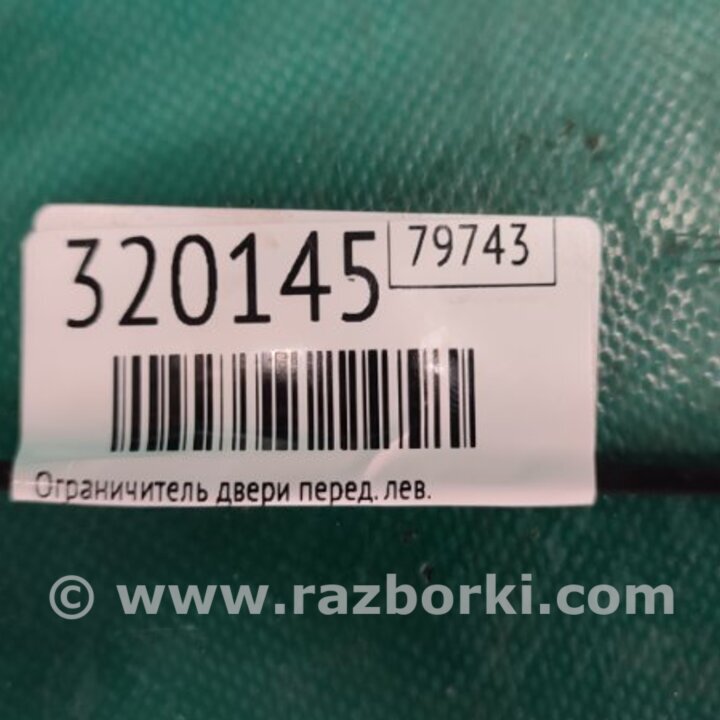 320145
79743
Ограничитель двери перед. лев.
© www.razborki.com